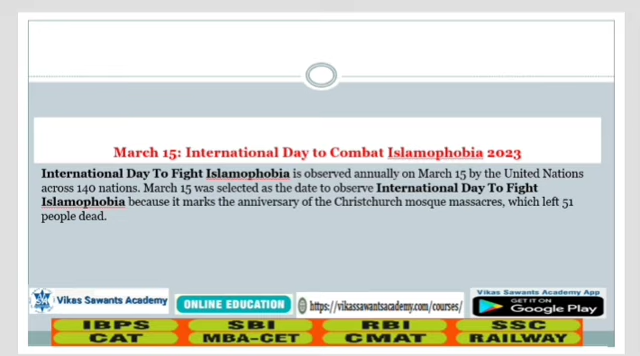 March 15: International Day to Combat Islamophobia 2023
International Day To Fight Islamophobia is observed annually on March 15 by the United Nations
across 140 nations. March 15 was selected as the date to observe International Day To Fight
Islamophobia because it marks the anniversary of the Christchurch mosque massacres, which left 51
people dead.
Vikas Sawants Academy
ONLINE EDUCATION
https://vikassawantsacademy.com/courses/
Vikas Sawants Academy App
GET IT ON
Google Play
IBPS SBI RBI SSC
CAT MBA-CET CMAT RAILWAY